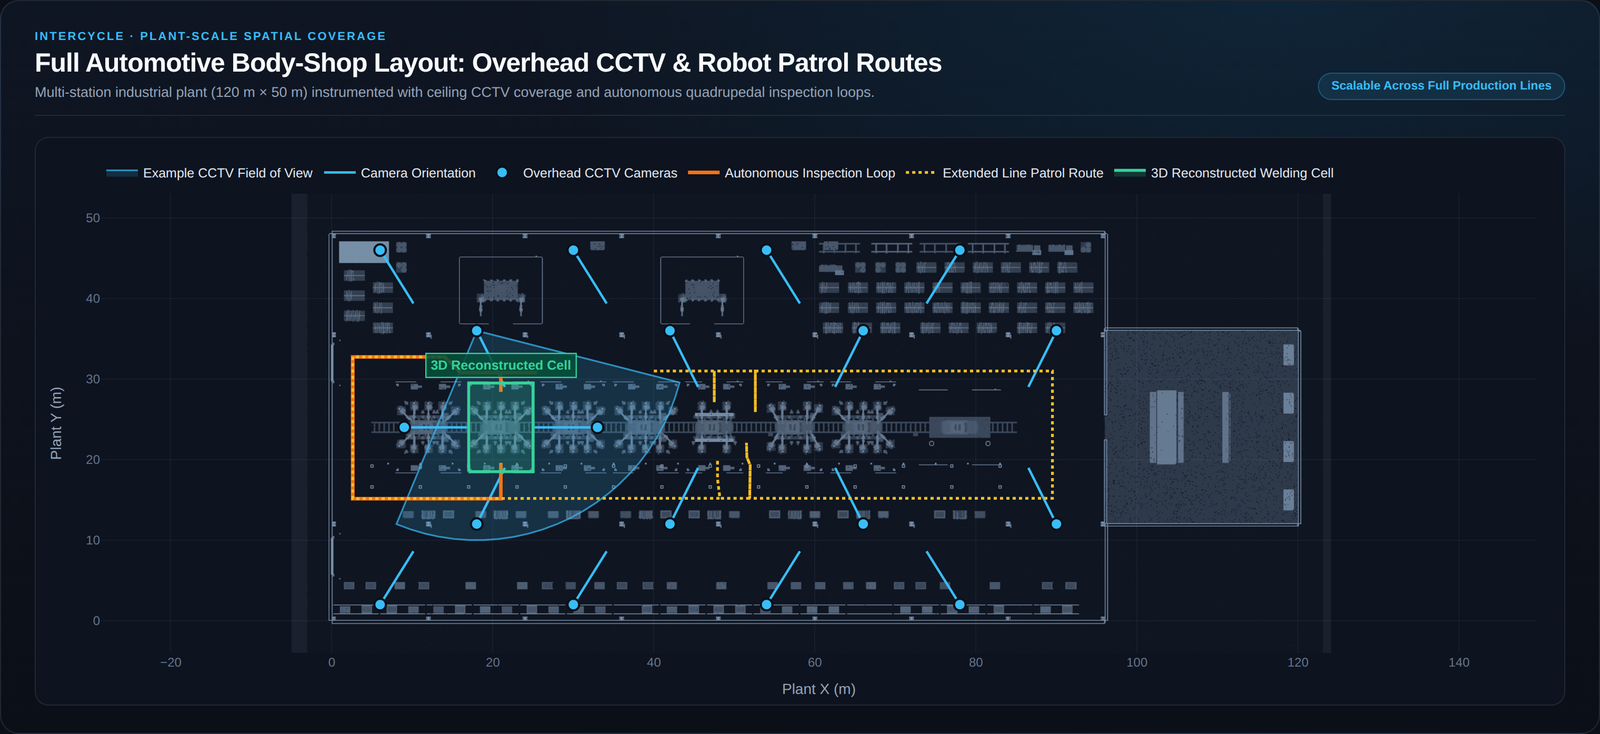 INTERCYCLE · PLANT-SCALE SPATIAL COVERAGE
Full Automotive Body-Shop Layout: Overhead CCTV & Robot Patrol Routes
Multi-station industrial plant (120 m × 50 m) instrumented with ceiling CCTV coverage and autonomous quadrupedal inspection loops.
Scalable Across Full Production Lines
Example CCTV Field of View
Camera Orientation
Overhead CCTV Cameras
Autonomous Inspection Loop
Extended Line Patrol Route
3D Reconstructed Welding Cell
50
40
30
20
10
0
Plant Y (m)
3D Reconstructed Cell
−20
0
20
40
60
80
100
120
140
Plant X (m)